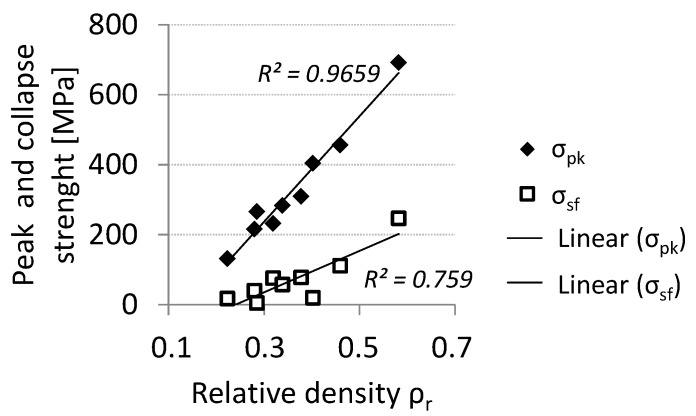 800
600
400
200
0
Peak and collapse
strenght [MPa]
R² = 0.9659
R² = 0.759
0.1 0.3 0.5 0.7
Relative density ρr
σpk
σsf
Linear (σpk)
Linear (σsf)